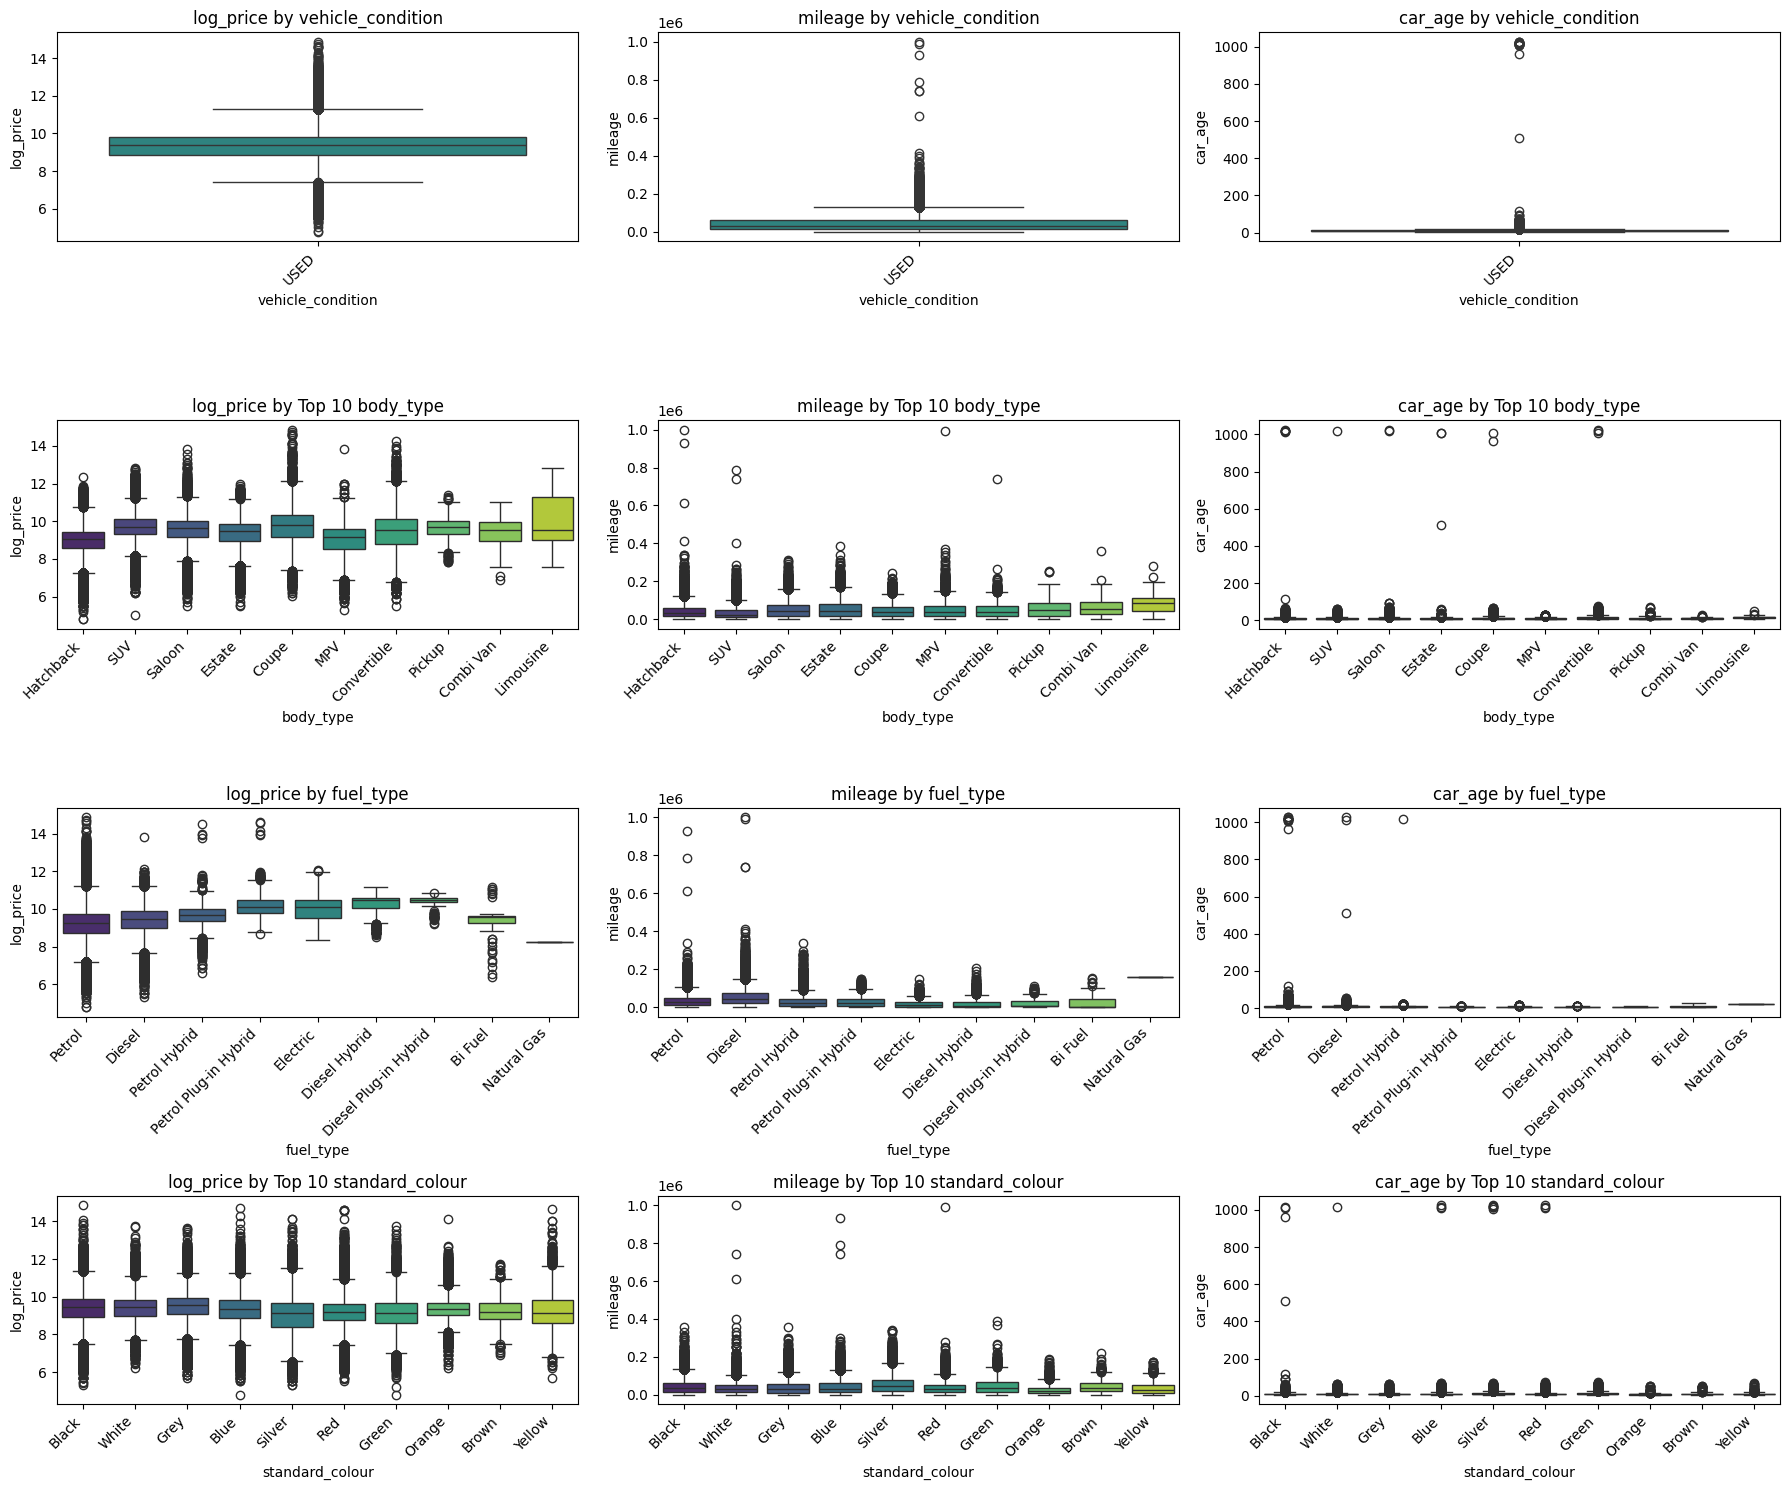 log_price by vehicle_condition
log_price
14
12
10
8
6
USED
vehicle_condition
mileage by vehicle_condition
1e6
mileage
1.0
0.8
0.6
0.4
0.2
0.0
USED
vehicle_condition
car_age by vehicle_condition
car_age
1000
800
600
400
200
0
USED
vehicle_condition
log_price by Top 10 body_type
log_price
14
12
10
8
6
Hatchback
SUV
Saloon
Estate
Coupe
MPV
Convertible
Pickup
Combi Van
Limousine
body_type
mileage by Top 10 body_type
1e6
mileage
1.0
0.8
0.6
0.4
0.2
0.0
Hatchback
SUV
Saloon
Estate
Coupe
MPV
Convertible
Pickup
Combi Van
Limousine
body_type
car_age by Top 10 body_type
car_age
1000
800
600
400
200
0
Hatchback
SUV
Saloon
Estate
Coupe
MPV
Convertible
Pickup
Combi Van
Limousine
body_type
log_price by fuel_type
log_price
14
12
10
8
6
Petrol
Diesel
Petrol Hybrid
Petrol Plug-in Hybrid
Electric
Diesel Hybrid
Diesel Plug-in Hybrid
Bi Fuel
Natural Gas
fuel_type
mileage by fuel_type
1e6
mileage
1.0
0.8
0.6
0.4
0.2
0.0
Petrol
Diesel
Petrol Hybrid
Petrol Plug-in Hybrid
Electric
Diesel Hybrid
Diesel Plug-in Hybrid
Bi Fuel
Natural Gas
fuel_type
car_age by fuel_type
car_age
1000
800
600
400
200
0
Petrol
Diesel
Petrol Hybrid
Petrol Plug-in Hybrid
Electric
Diesel Hybrid
Diesel Plug-in Hybrid
Bi Fuel
Natural Gas
fuel_type
log_price by Top 10 standard_colour
log_price
14
12
10
8
6
Black
White
Grey
Blue
Silver
Red
Green
Orange
Brown
Yellow
standard_colour
mileage by Top 10 standard_colour
1e6
mileage
1.0
0.8
0.6
0.4
0.2
0.0
Black
White
Grey
Blue
Silver
Red
Green
Orange
Brown
Yellow
standard_colour
car_age by Top 10 standard_colour
car_age
1000
800
600
400
200
0
Black
White
Grey
Blue
Silver
Red
Green
Orange
Brown
Yellow
standard_colour